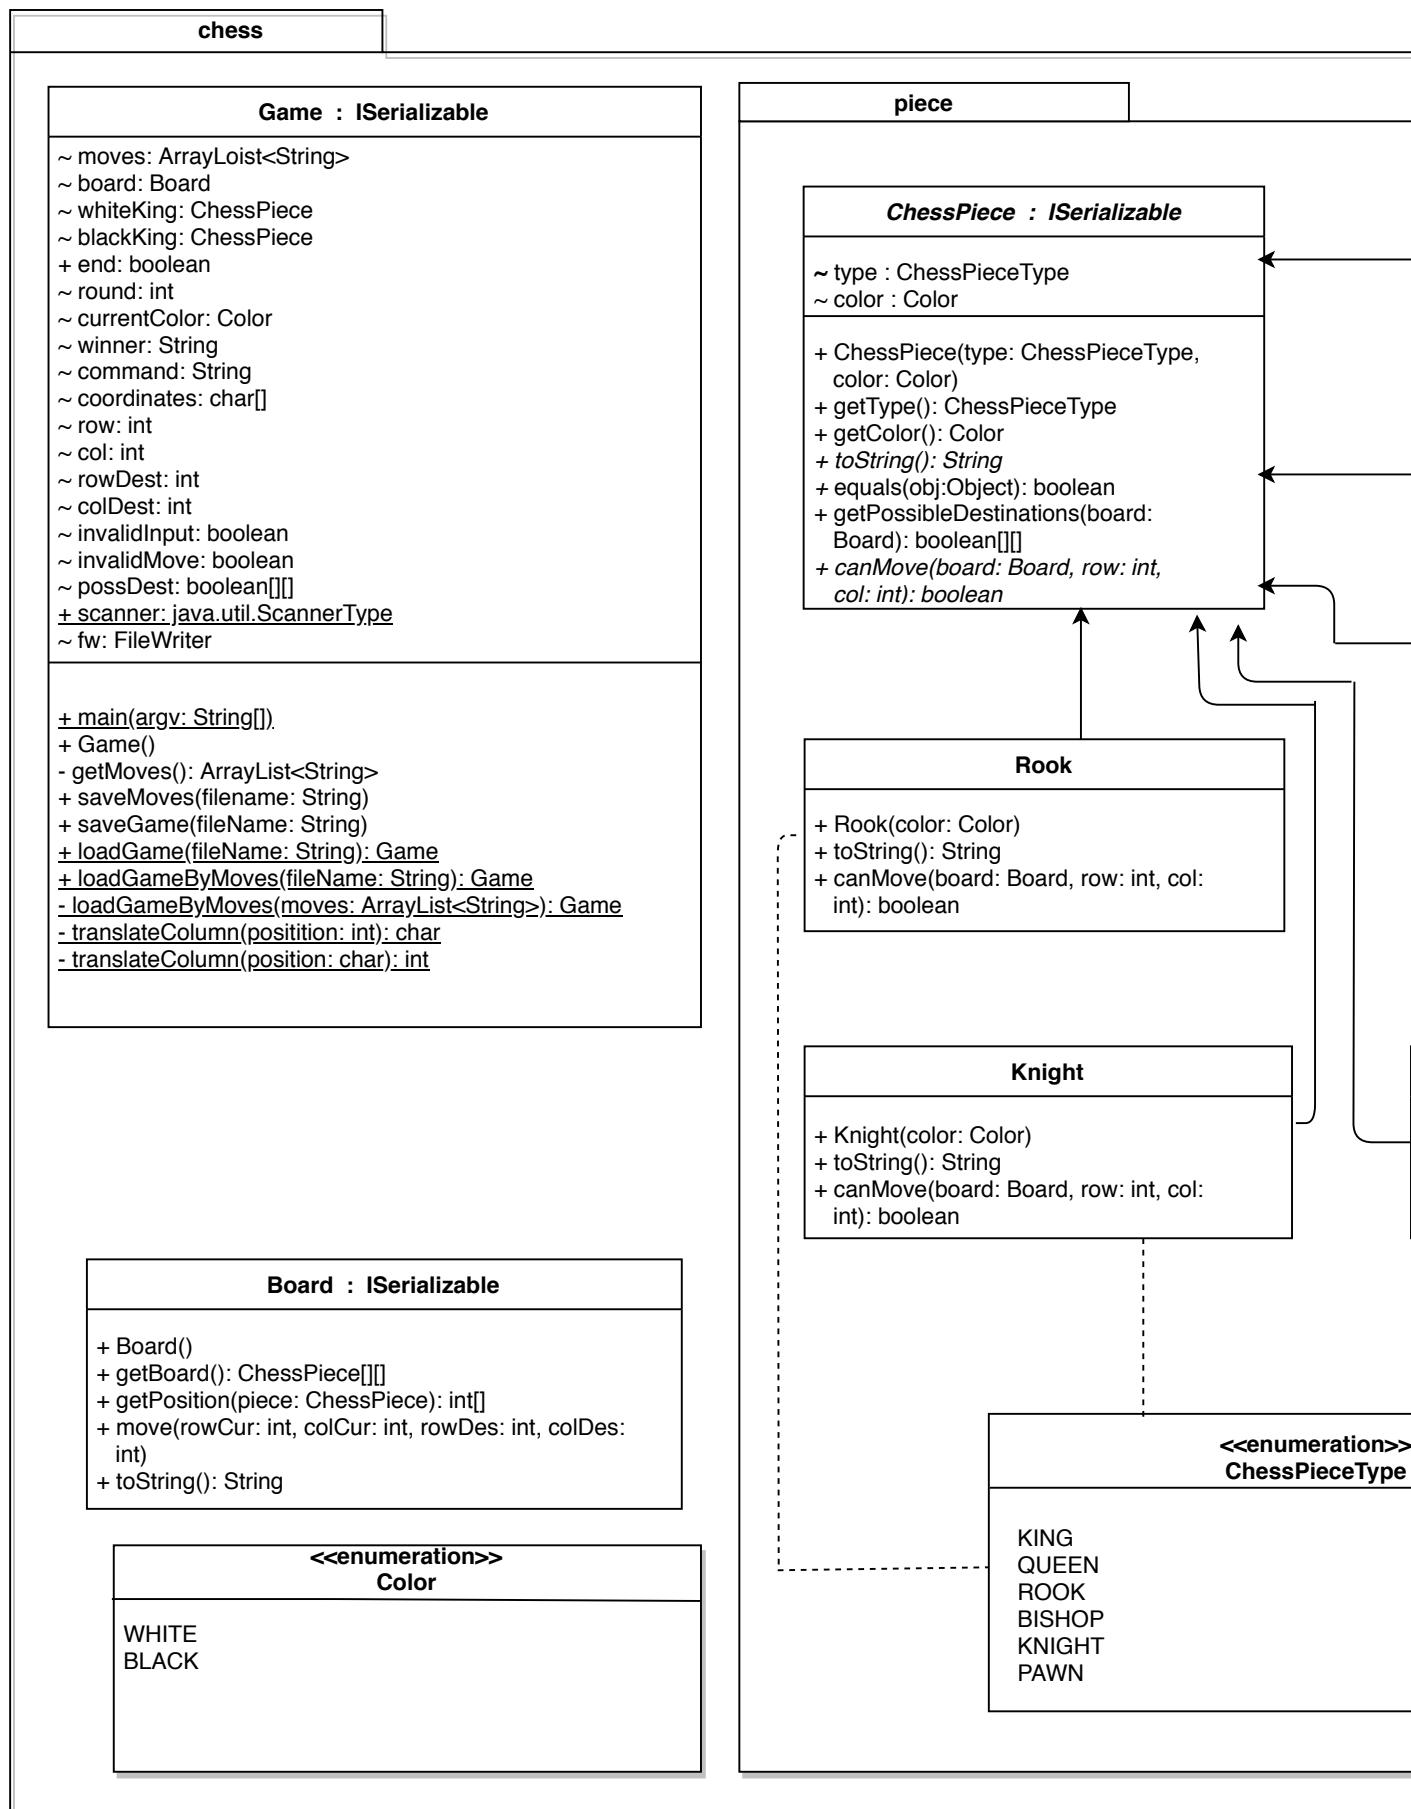 chess
Game : ISerializable
~ moves: ArrayLoist<String>
~ board: Board
~ whiteKing: ChessPiece
~ blackKing: ChessPiece
+ end: boolean
~ round: int
~ currentColor: Color
~ winner: String
~ command: String
~ coordinates: char[]
~ row: int
~ col: int
~ rowDest: int
~ colDest: int
~ invalidInput: boolean
~ invalidMove: boolean
~ possDest: boolean[][]
+ scanner: java.util.ScannerType
~ fw: FileWriter
+ main(argv: String[])
+ Game()
- getMoves(): ArrayList<String>
+ saveMoves(filename: String)
+ saveGame(fileName: String)
+ loadGame(fileName: String): Game
+ loadGameByMoves(fileName: String): Game
- loadGameByMoves(moves: ArrayList<String>): Game
- translateColumn(positition: int): char
- translateColumn(position: char): int
Board : ISerializable
+ Board()
+ getBoard(): ChessPiece[][]
+ getPosition(piece: ChessPiece): int[]
+ move(rowCur: int, colCur: int, rowDes: int, colDes:
int)
+ toString(): String
<<enumeration>>
Color
WHITE
BLACK
piece
ChessPiece : ISerializable
~ type : ChessPieceType
~ color : Color
+ ChessPiece(type: ChessPieceType,
color: Color)
+ getType(): ChessPieceType
+ getColor(): Color
+ toString(): String
+ equals(obj:Object): boolean
+ getPossibleDestinations(board:
Board): boolean[][]
+ canMove(board: Board, row: int,
col: int): boolean
Rook
+ Rook(color: Color)
+ toString(): String
+ canMove(board: Board, row: int, col:
int): boolean
Knight
+ Knight(color: Color)
+ toString(): String
+ canMove(board: Board, row: int, col:
int): boolean
<<enumeration>>
ChessPieceType
KING
QUEEN
ROOK
BISHOP
KNIGHT
PAWN